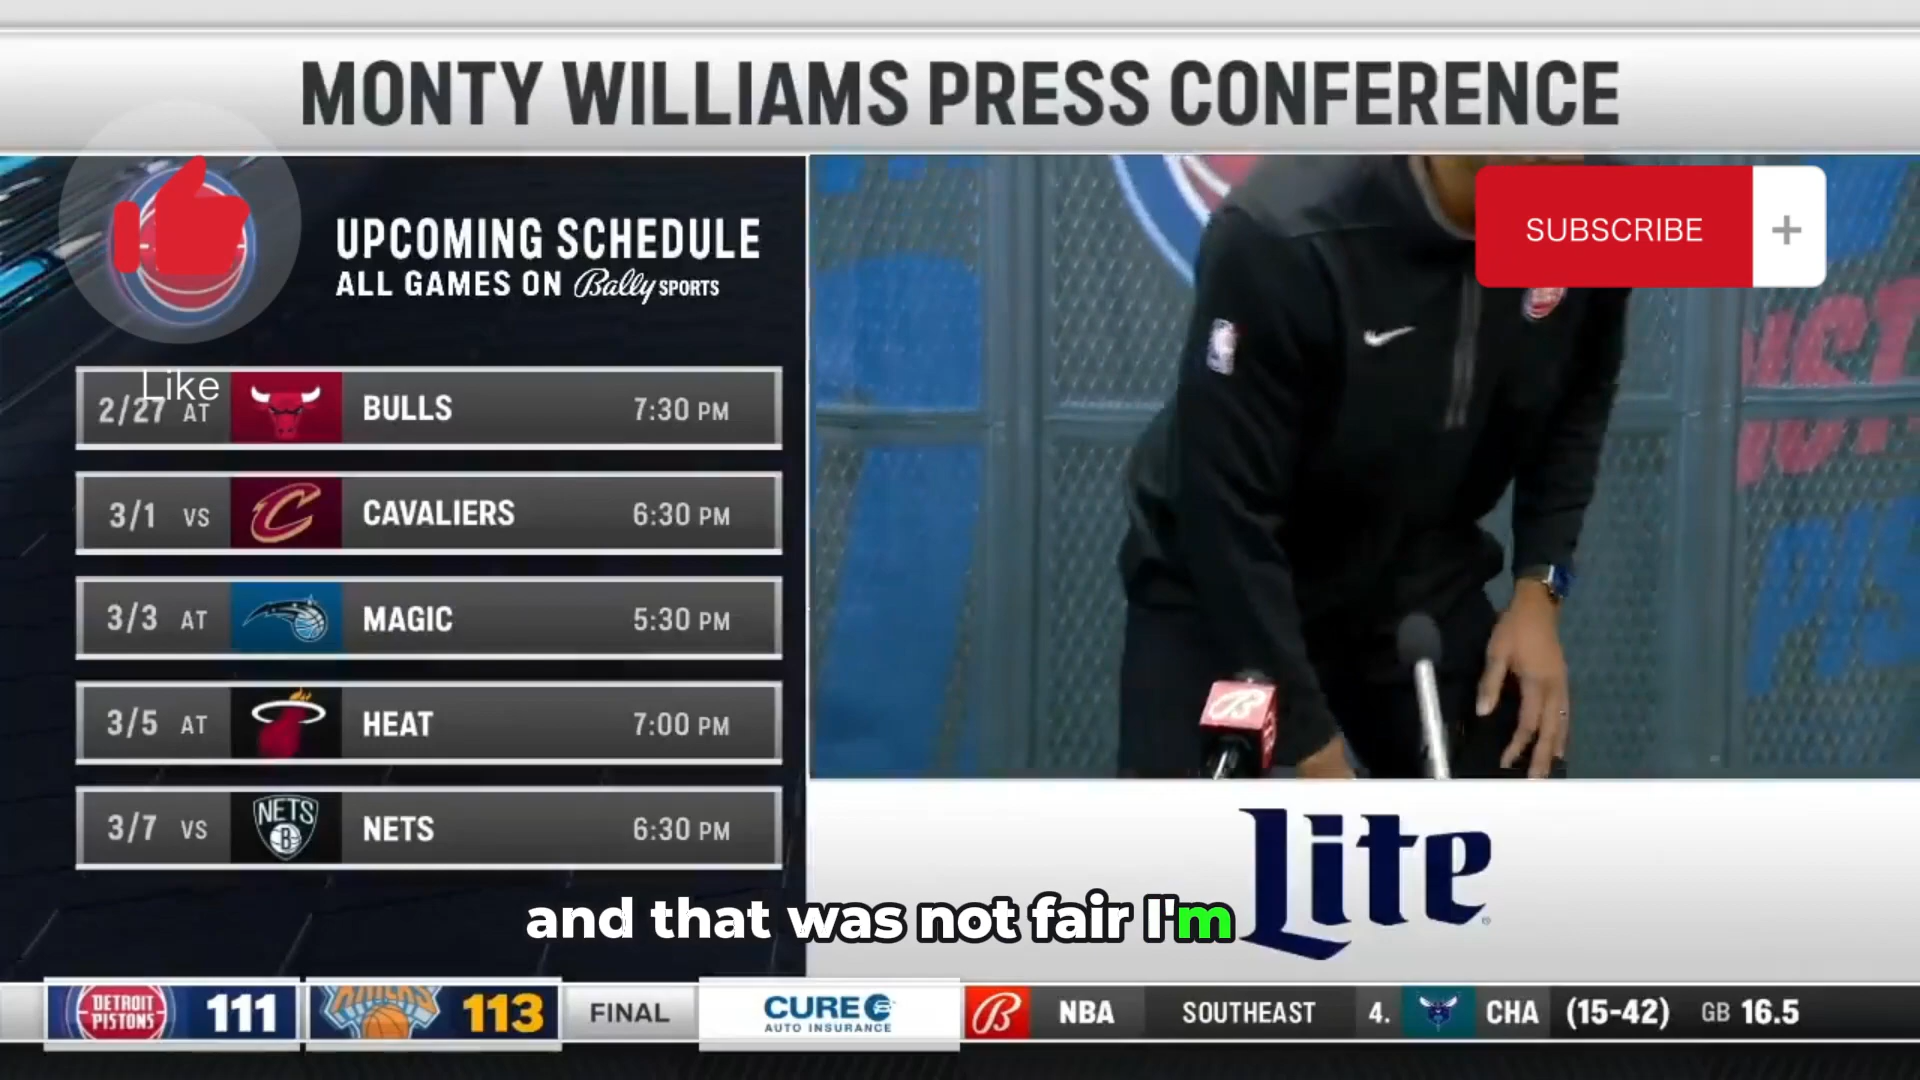 MONTY WILLIAMS PRESS CONFERENCE
UPCOMING SCHEDULE
ALL GAMES ON Bally SPORTS
SUBSCRIBE +
Like
2/27 AT BULLS 7:30 PM
3/1 VS CAVALIERS 6:30 PM
3/3 AT MAGIC 5:30 PM
3/5 AT HEAT 7:00 PM
3/7 VS NETS NETS 6:30 PM
B
Lite
and that was not fair I'm
DETROIT PISTONS 111 KNICKS 113 FINAL CURE AUTO INSURANCE B NBA SOUTHEAST 4. CHA (15-42) GB 16.5